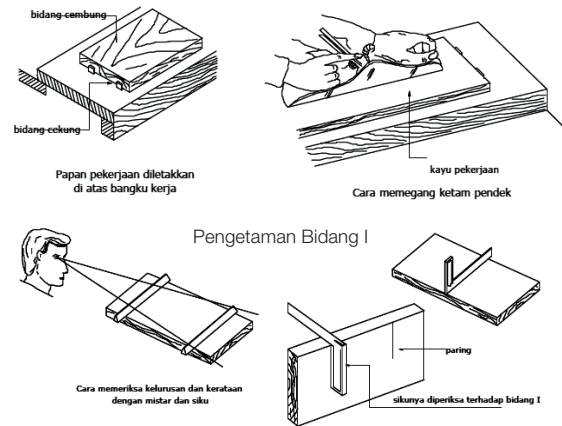 bidang cembung
bidang cekung
Papan pekerjaan diletakkan
di atas bangku kerja
kayu pekerjaan
Cara memegang ketam pendek
Pengetaman Bidang I
Cara memeriksa kelurusan dan kerataan
dengan mistar dan siku
paring
sikunya diperiksa terhadap bidang I